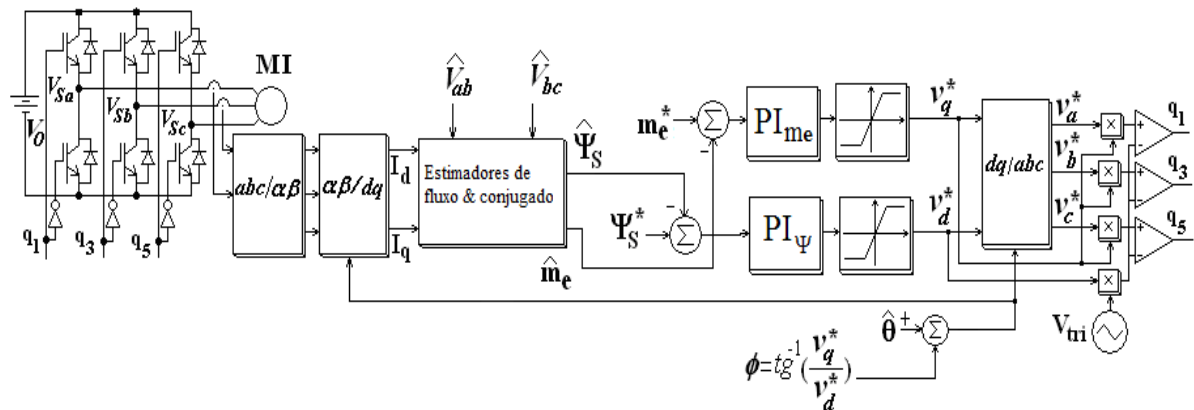 MI
V_Sa
V_Sb
V_Sc
V_0
q_1
q_3
q_5
abc/αβ
αβ/dq
I_d
I_q
V̂_ab
V̂_bc
Estimadores de
fluxo & conjugado
Ψ̂_S
m̂_e
m_e^*
Ψ_S^*
Σ
-
Σ
-
PI_me
PI_Ψ
v_q^*
v_d^*
dq/abc
v_a^*
v_b^*
v_c^*
×
×
×
×
+
-
+
-
+
-
q_1
q_3
q_5
V_tri
θ̂
+
Σ
ϕ=tg^-1(v_q^*/v_d^*)